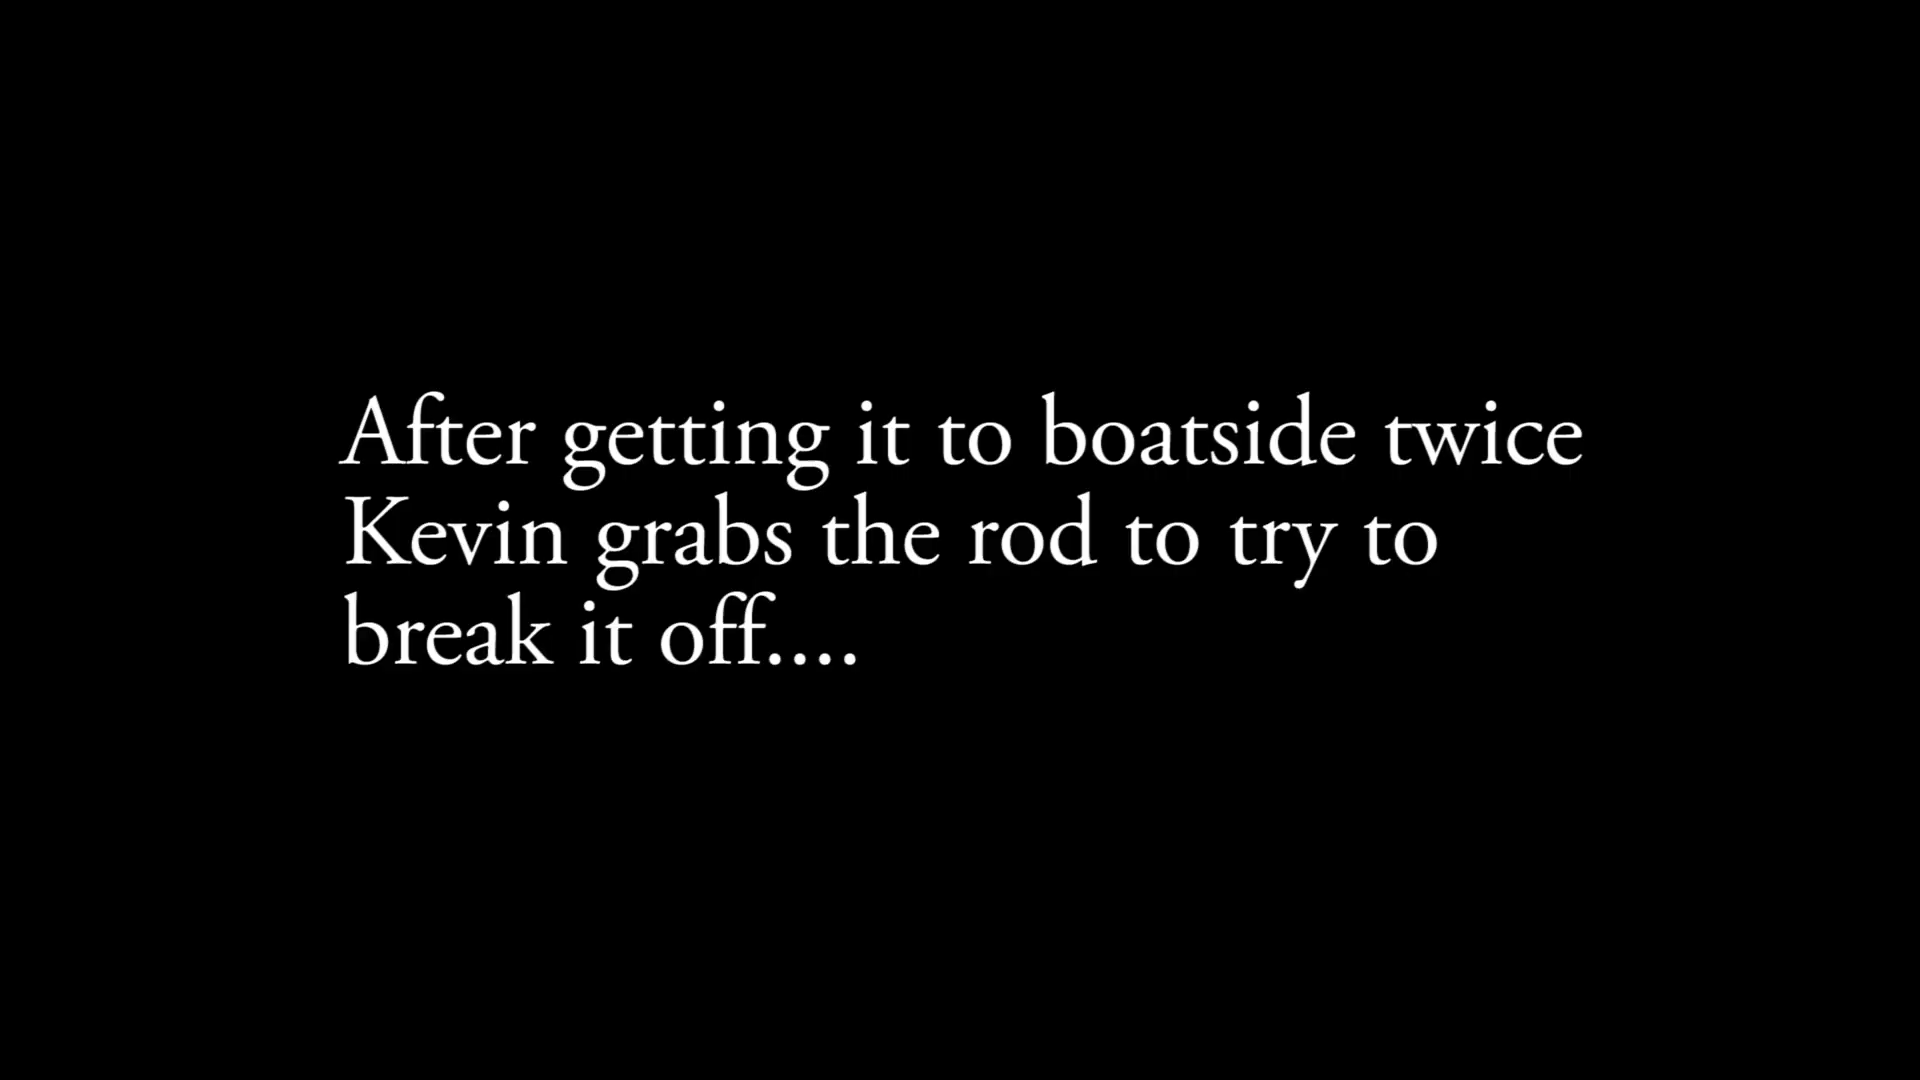 After getting it to boatside twice
Kevin grabs the rod to try to
break it off....